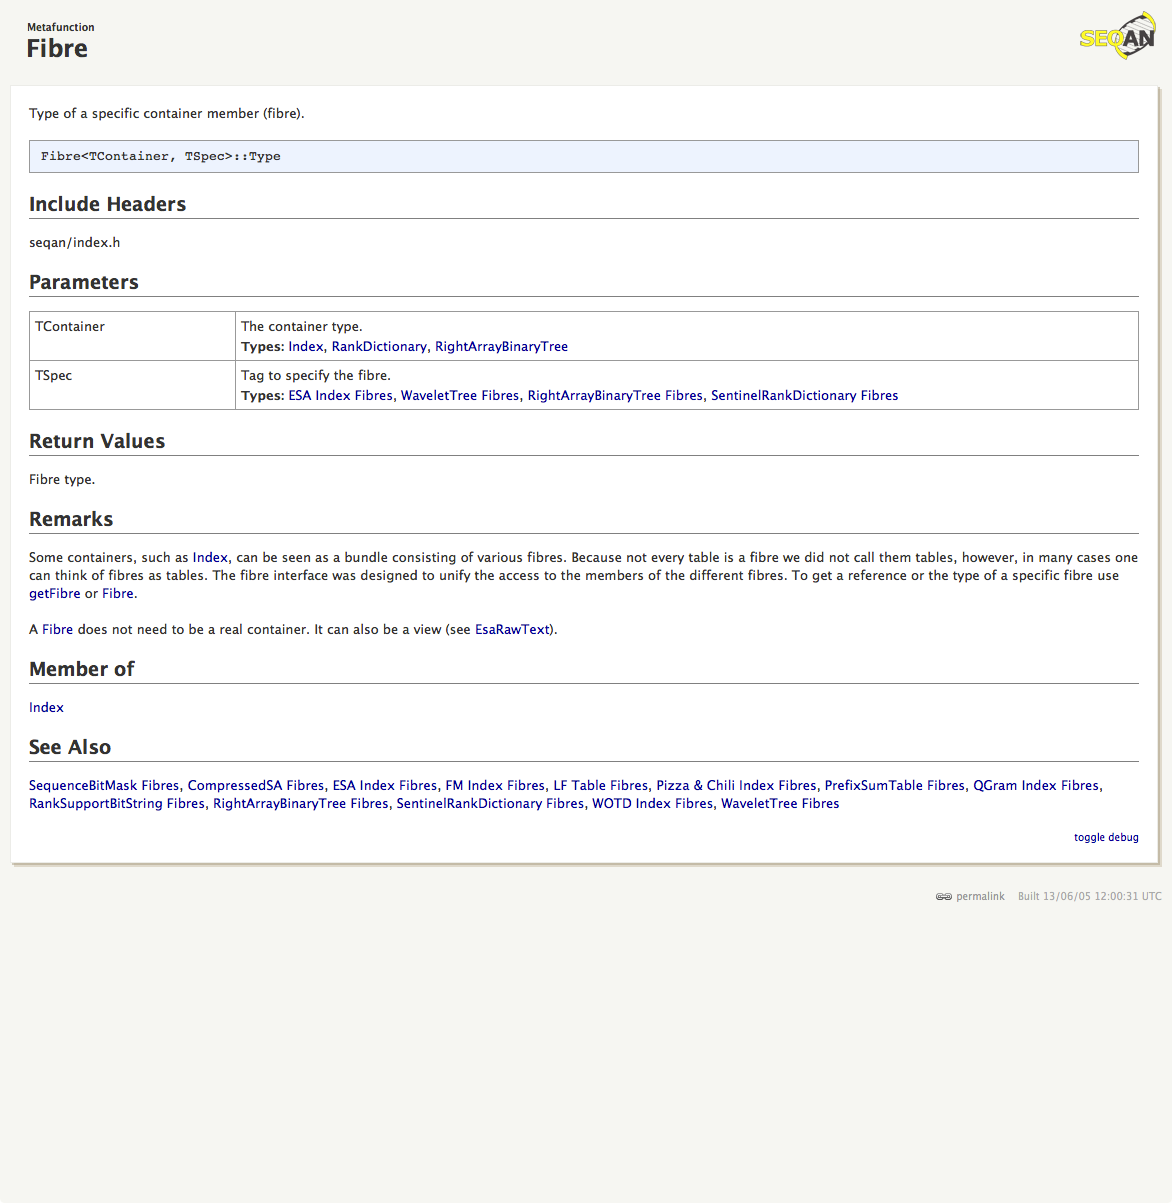 Metafunction
Fibre
SEQAN
Type of a specific container member (fibre).
Fibre<TContainer, TSpec>::Type
Include Headers
seqan/index.h
Parameters
TContainer
The container type.
Types: Index, RankDictionary, RightArrayBinaryTree
TSpec
Tag to specify the fibre.
Types: ESA Index Fibres, WaveletTree Fibres, RightArrayBinaryTree Fibres, SentinelRankDictionary Fibres
Return Values
Fibre type.
Remarks
Some containers, such as Index, can be seen as a bundle consisting of various fibres. Because not every table is a fibre we did not call them tables, however, in many cases one
can think of fibres as tables. The fibre interface was designed to unify the access to the members of the different fibres. To get a reference or the type of a specific fibre use
getFibre or Fibre.
A Fibre does not need to be a real container. It can also be a view (see EsaRawText).
Member of
Index
See Also
SequenceBitMask Fibres, CompressedSA Fibres, ESA Index Fibres, FM Index Fibres, LF Table Fibres, Pizza & Chili Index Fibres, PrefixSumTable Fibres, QGram Index Fibres,
RankSupportBitString Fibres, RightArrayBinaryTree Fibres, SentinelRankDictionary Fibres, WOTD Index Fibres, WaveletTree Fibres
toggle debug
permalink Built 13/06/05 12:00:31 UTC